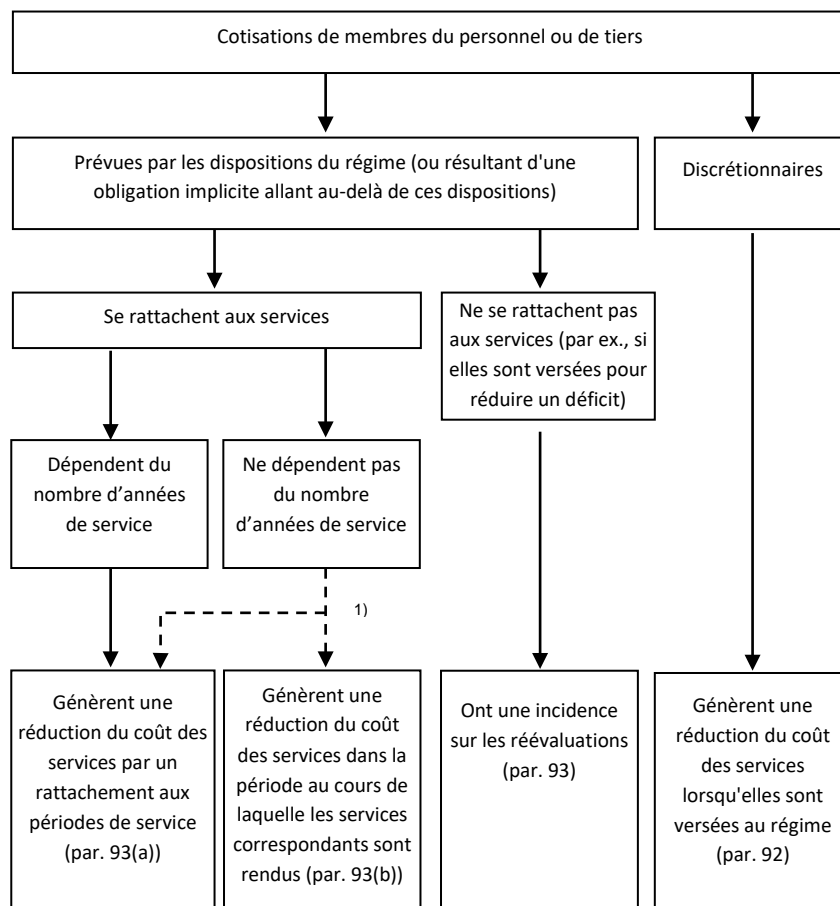 Cotisations de membres du personnel ou de tiers
Prévues par les dispositions du régime (ou résultant d'une
obligation implicite allant au-delà de ces dispositions)
Discrétionnaires
Se rattachent aux services
Ne se rattachent pas
aux services (par ex., si
elles sont versées pour
réduire un déficit)
Dépendent du
nombre d’années
de service
Ne dépendent pas
du nombre
d’années de service
1)
Génèrent une
réduction du coût des
services par un
rattachement aux
périodes de service
(par. 93(a))
Génèrent une
réduction du coût
des services dans la
période au cours de
laquelle les services
correspondants sont
rendus (par. 93(b))
Ont une incidence
sur les réévaluations
(par. 93)
Génèrent une
réduction du coût
des services
lorsqu'elles sont
versées au régime
(par. 92)